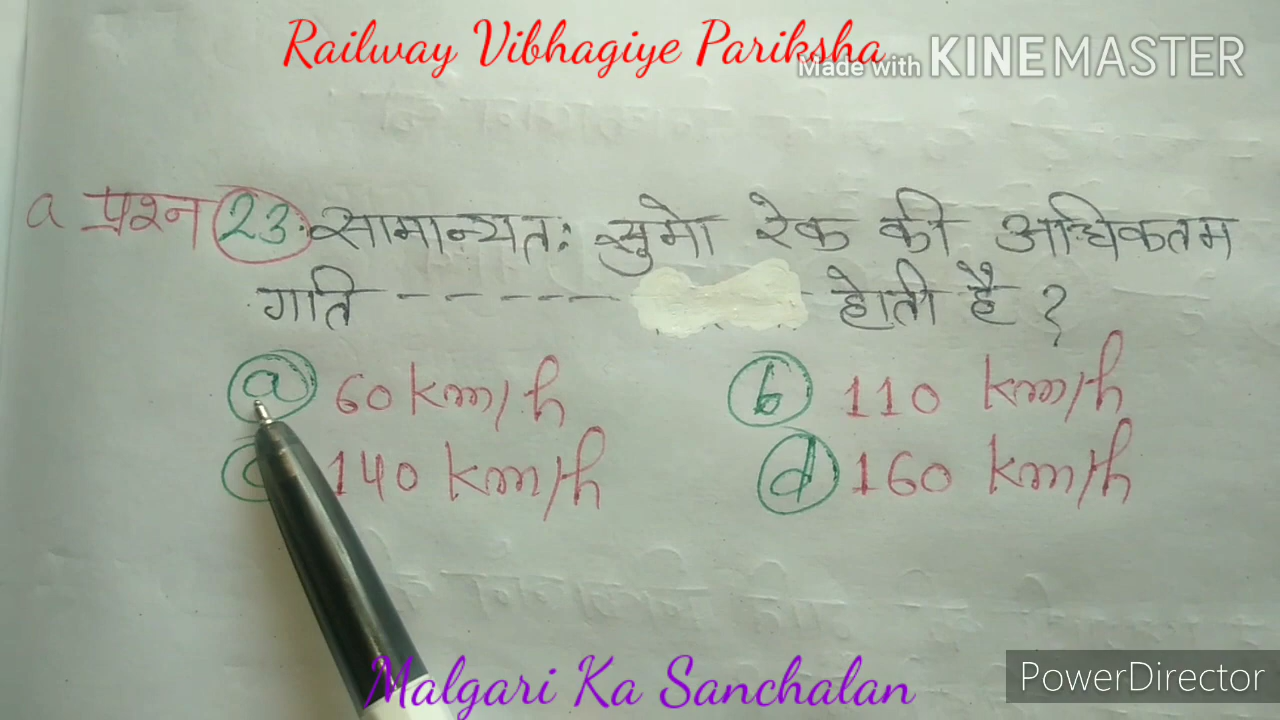 Railway Vibhagiye Pariksha
Made with KINEMASTER
a प्रश्न 23. सामान्यतः सुमो रेक की अधिकतम
गति - - - - - - होती है ?
a 60 km/h b 110 km/h
c 140 km/h d 160 km/h
Malgari Ka Sanchalan
PowerDirector